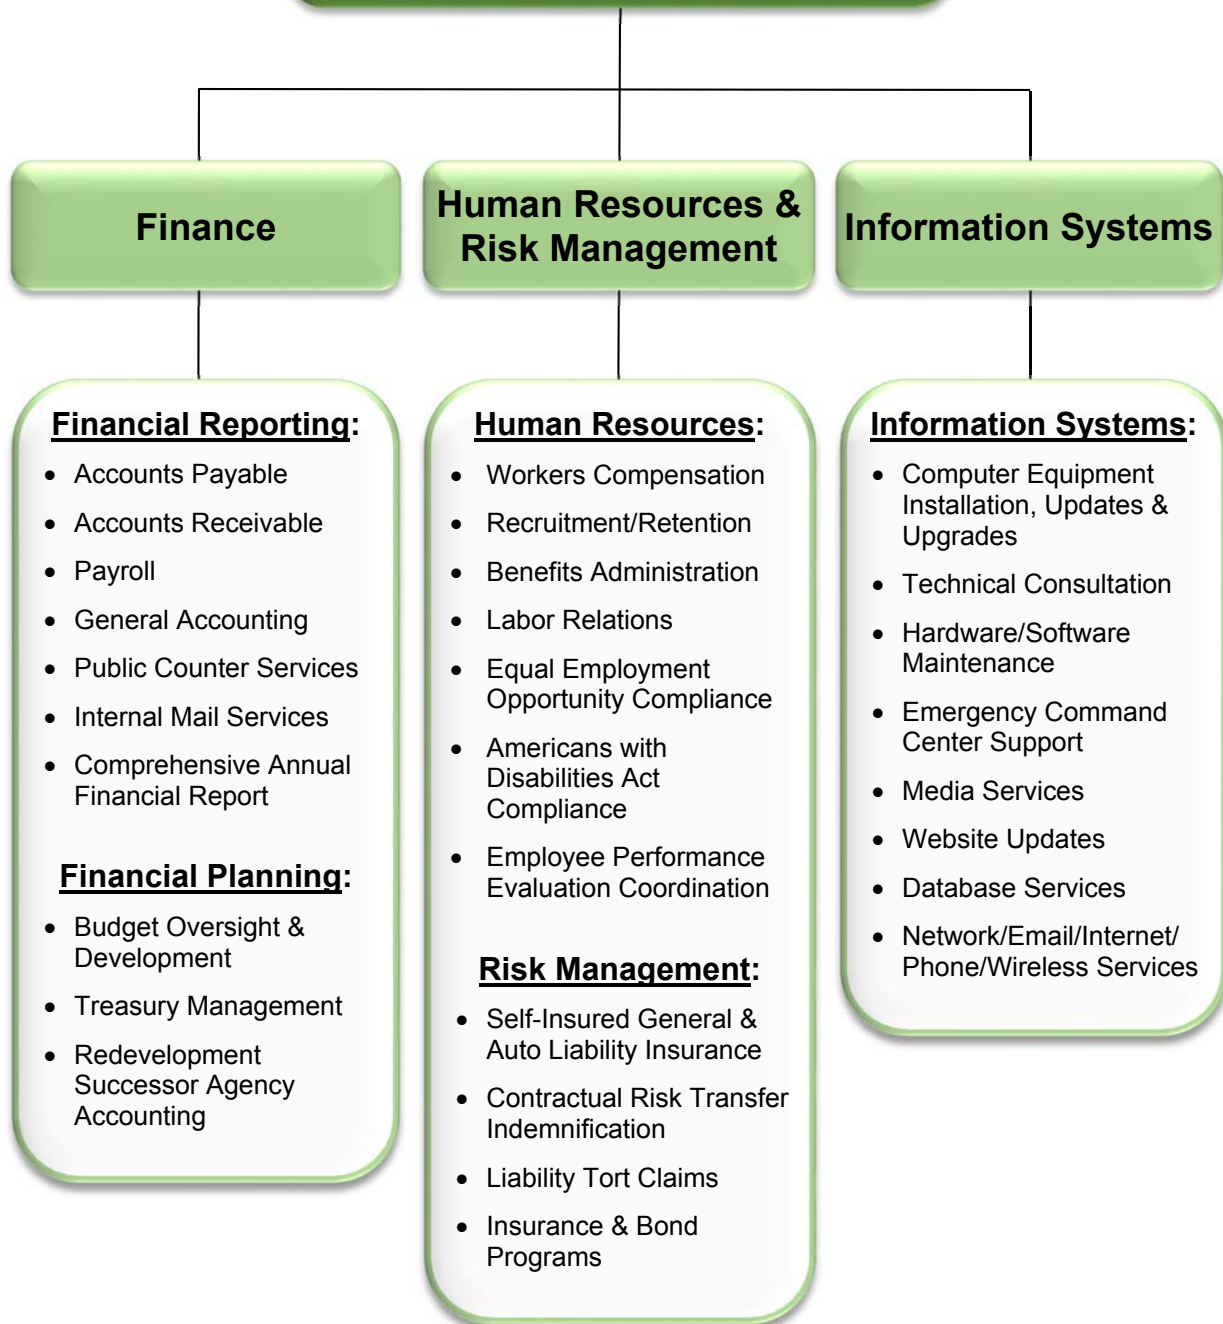 Finance
Human Resources &
Risk Management
Information Systems
Financial Reporting:
• Accounts Payable
• Accounts Receivable
• Payroll
• General Accounting
• Public Counter Services
• Internal Mail Services
• Comprehensive Annual
Financial Report
Financial Planning:
• Budget Oversight &
Development
• Treasury Management
• Redevelopment
Successor Agency
Accounting
Human Resources:
• Workers Compensation
• Recruitment/Retention
• Benefits Administration
• Labor Relations
• Equal Employment
Opportunity Compliance
• Americans with
Disabilities Act
Compliance
• Employee Performance
Evaluation Coordination
Risk Management:
• Self-Insured General &
Auto Liability Insurance
• Contractual Risk Transfer
Indemnification
• Liability Tort Claims
• Insurance & Bond
Programs
Information Systems:
• Computer Equipment
Installation, Updates &
Upgrades
• Technical Consultation
• Hardware/Software
Maintenance
• Emergency Command
Center Support
• Media Services
• Website Updates
• Database Services
• Network/Email/Internet/
Phone/Wireless Services